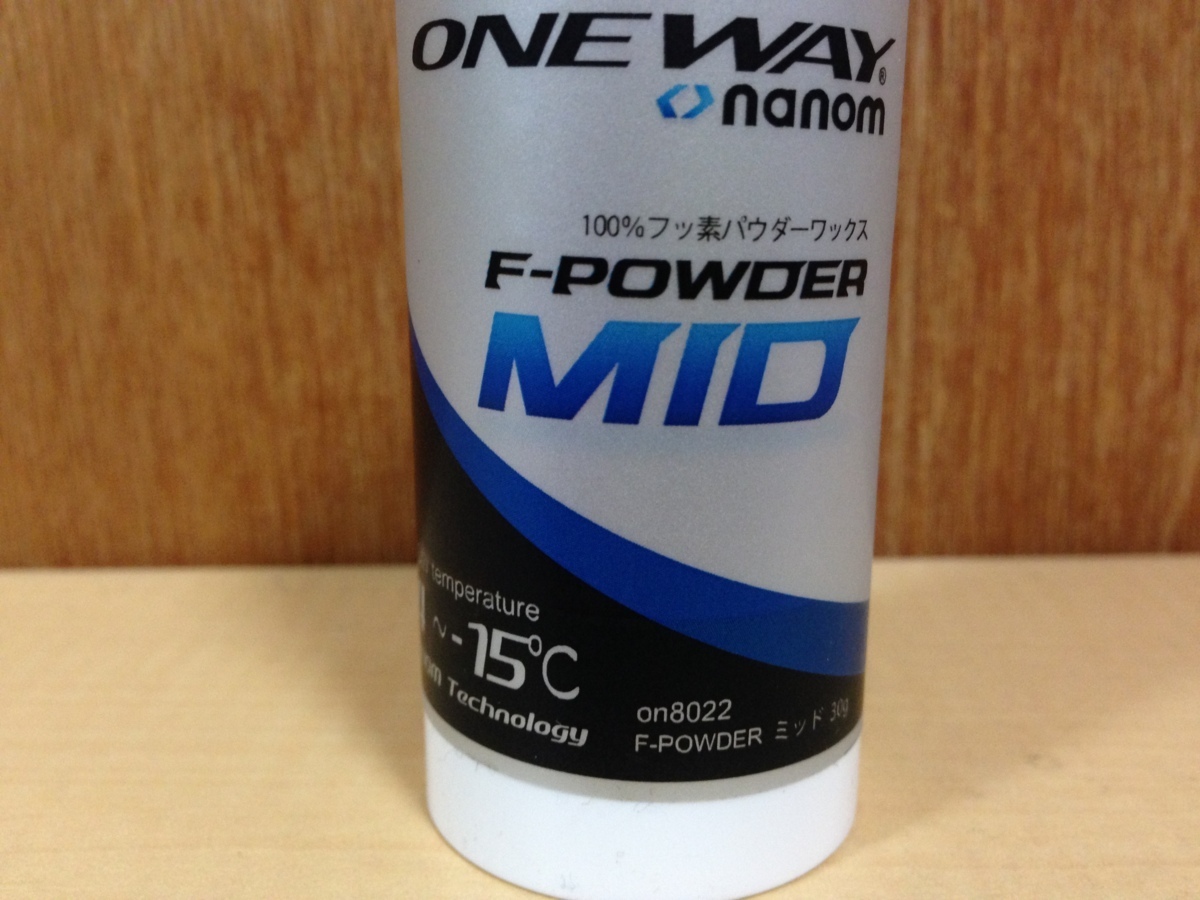 ONE WAY®
nanom
100%フッ素パウダーワックス
F-POWDER
MID
temperature
~-15℃
Technology
on8022
F-POWDER ミッド 30g